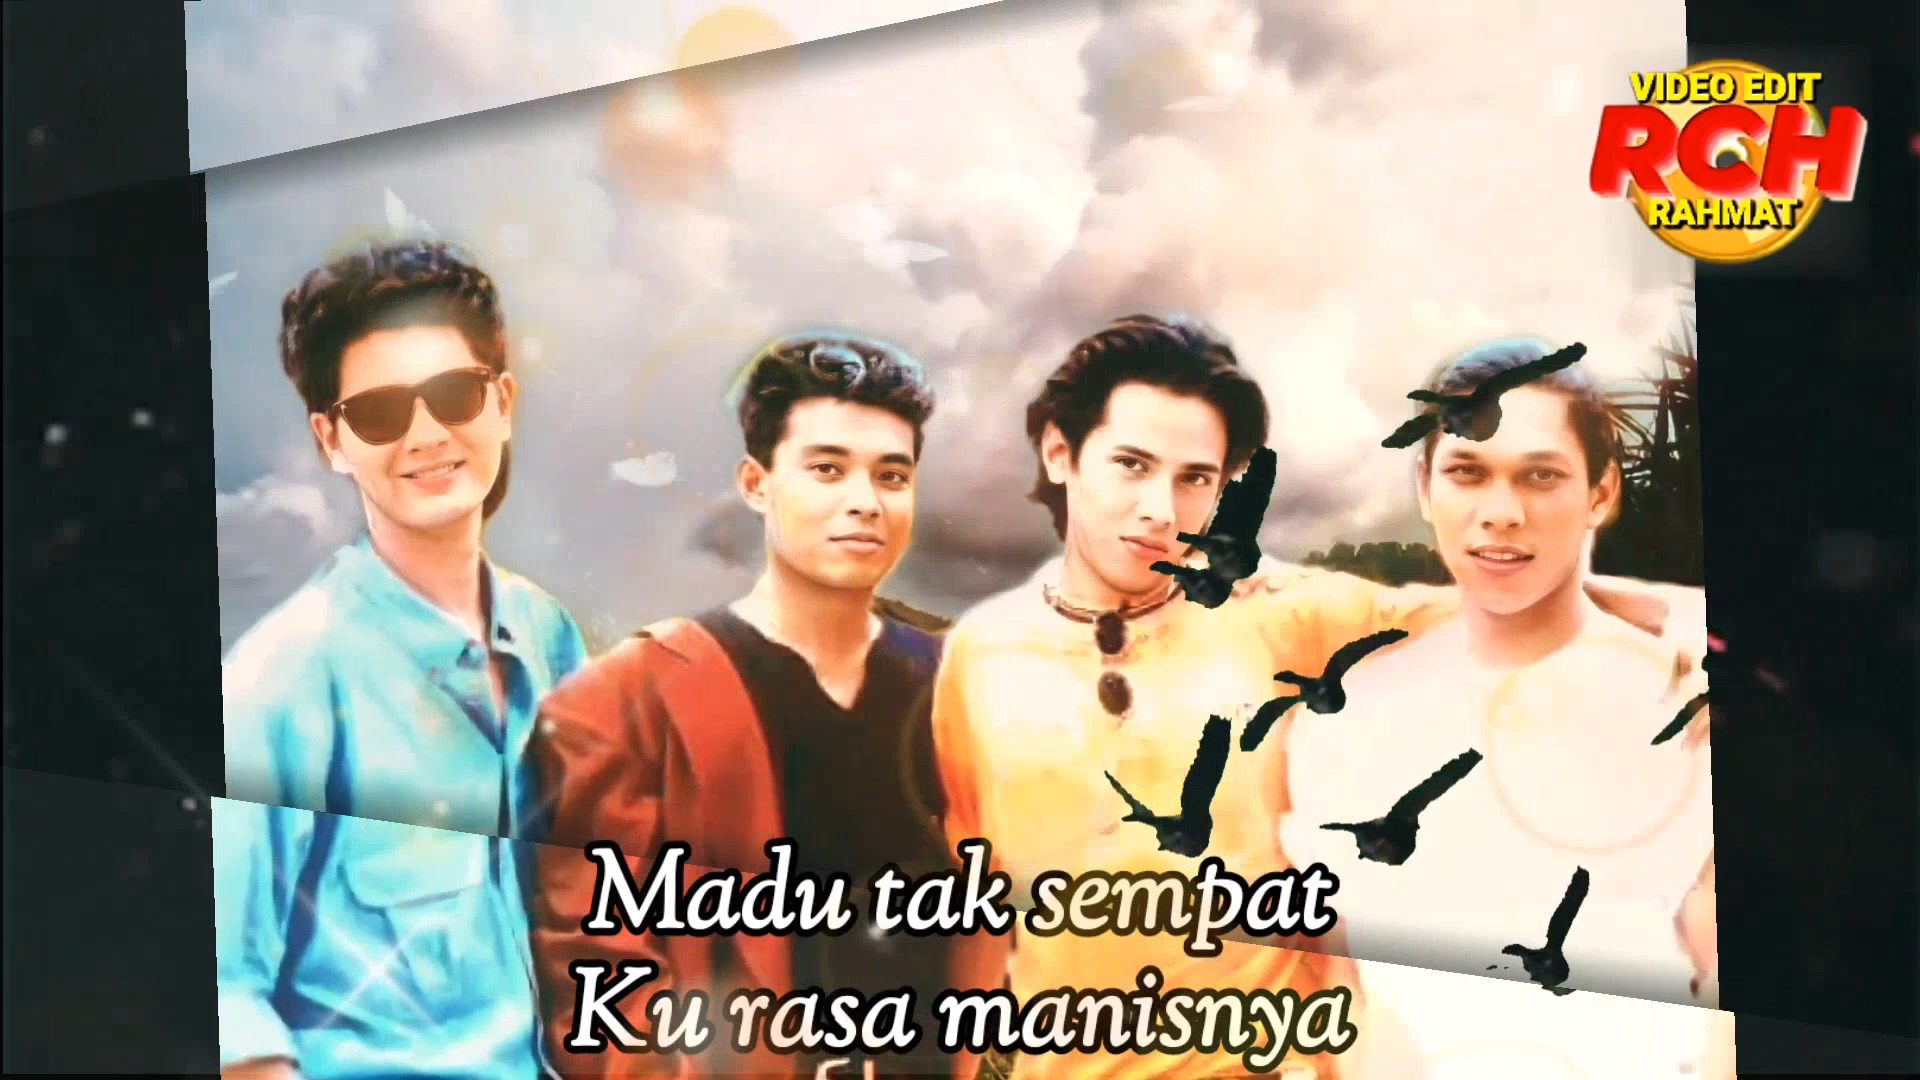 VIDEO EDIT
RCH
RAHMAT
Madu tak sempat
Ku rasa manisnya